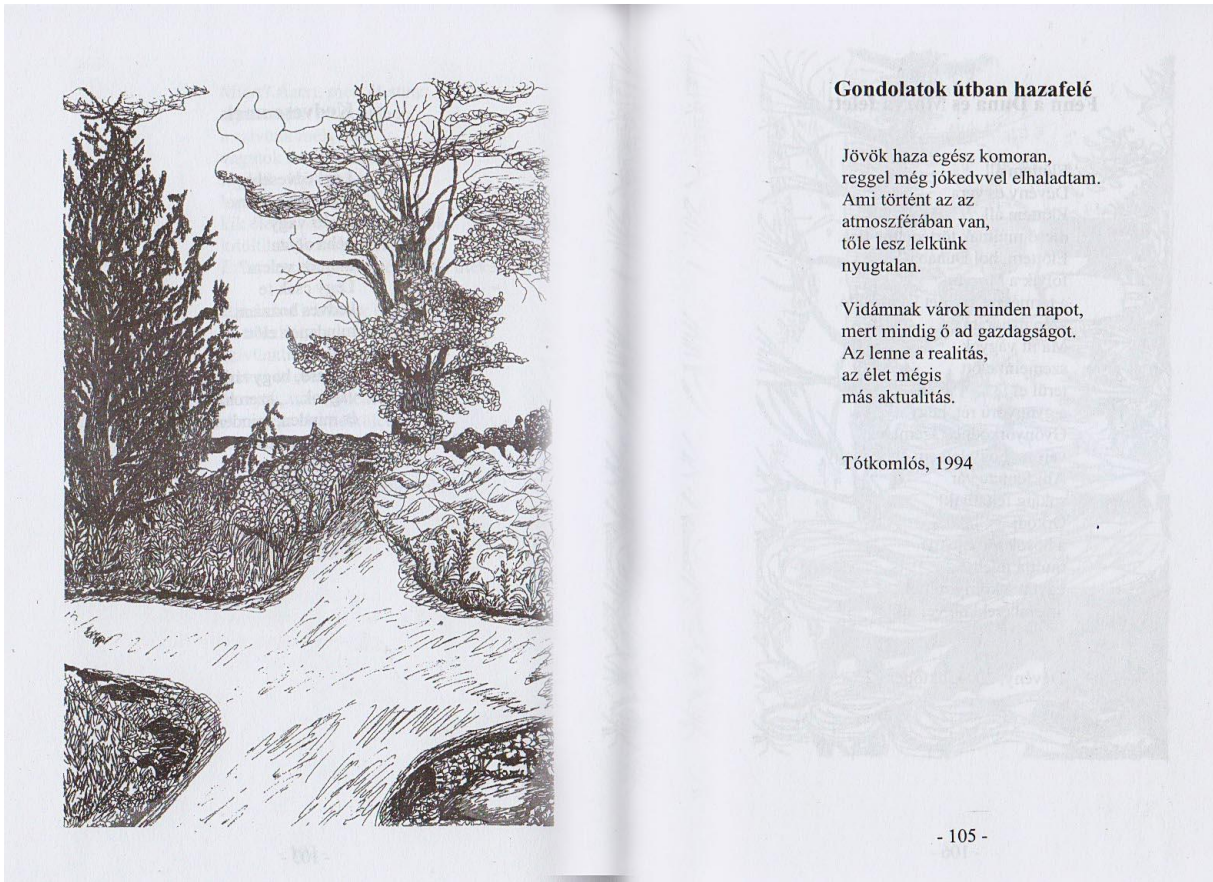 Gondolatok útban hazafelé
Jövök haza egész komoran,
reggel még jókedvvel elhaladtam.
Ami történt az az
atmoszférában van,
tőle lesz lelkünk
nyugtalan.
Vidámnak várok minden napot,
mert mindig ő ad gazdagságot.
Az lenne a realitás,
az élet mégis
más aktualitás.
Tótkomlós, 1994
- 105 -